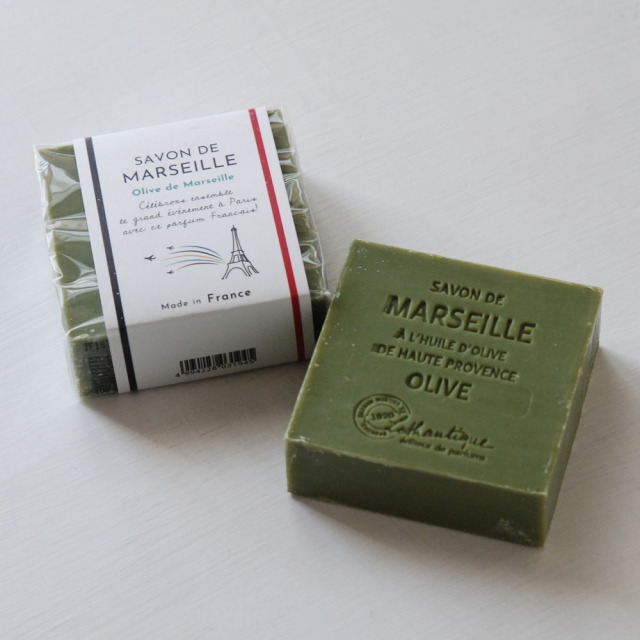 SAVON DE
MARSEILLE
Olive de Marseille
Célébrons ensemble
le grand événement à Paris
avec ce parfum Français!
Made in France
SAVON DE
MARSEILLE
A L'HUILE D'OLIVE
DE HAUTE PROVENCE
OLIVE
1890
Lothantique